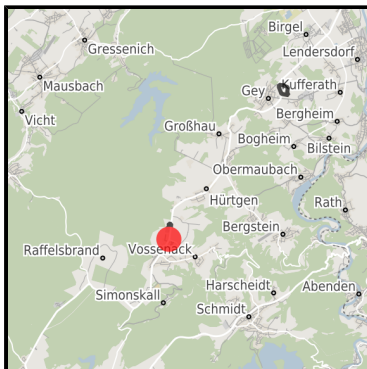 Birgel
Gressenich
Lendersdorf
Mausbach
Gey
Kufferath
Vicht
Großhau
Bergheim
Bogheim
Bilstein
Obermaubach
Hürtgen
Rath
Bergstein
Raffelsbrand
Vossenack
Simonskall
Harscheidt
Abenden
Schmidt